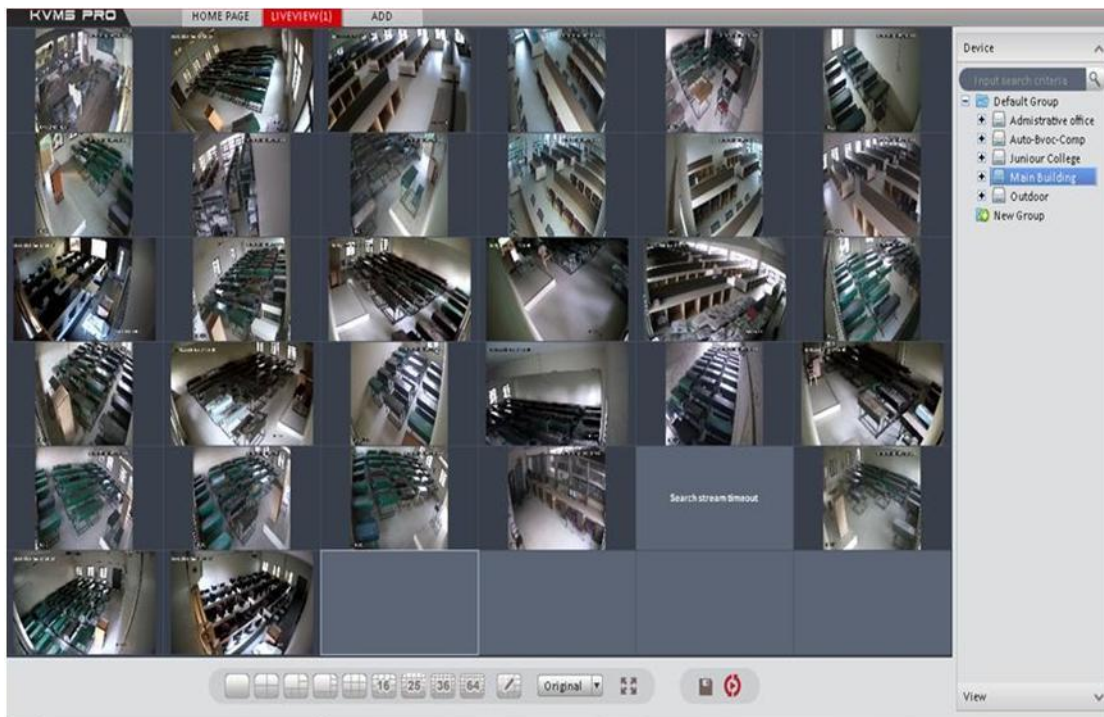 KVMS PRO
HOME PAGE
LIVEVIEW(1)
ADD
Device
Input search criteria
Default Group
Admistrative office
Auto-Bvoc-Comp
Juniour College
Main Building
Outdoor
New Group
Search stream timeout
16
25
36
64
Original
View